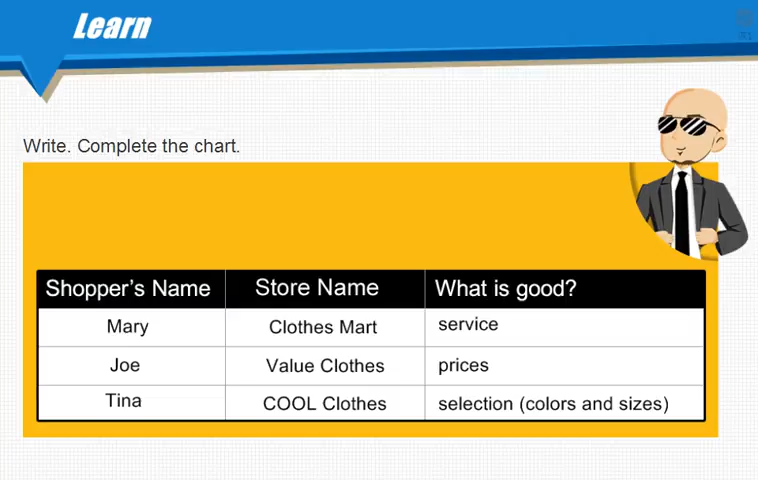 Learn
Write. Complete the chart.
Shopper's Name Store Name What is good?
Mary Clothes Mart service
Joe Value Clothes prices
Tina COOL Clothes selection (colors and sizes)